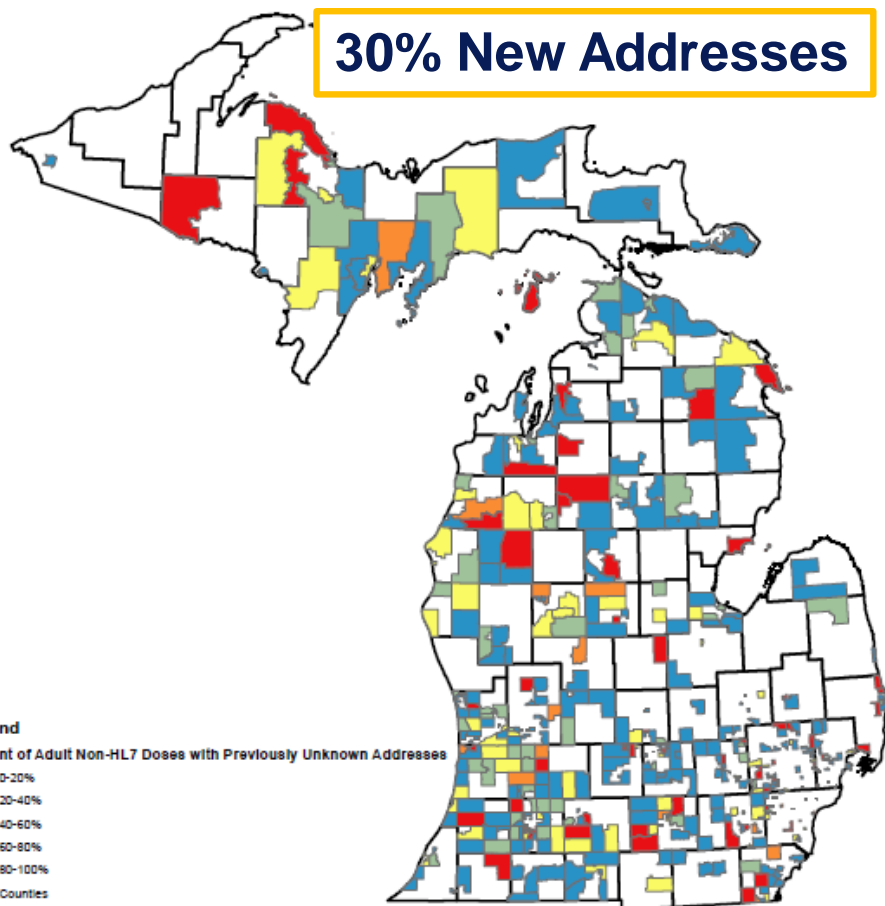 30% New Addresses
nd
nt of Adult Non-HL7 Doses with Previously Unknown Addresses
0-20%
20-40%
40-60%
60-80%
80-100%
Counties